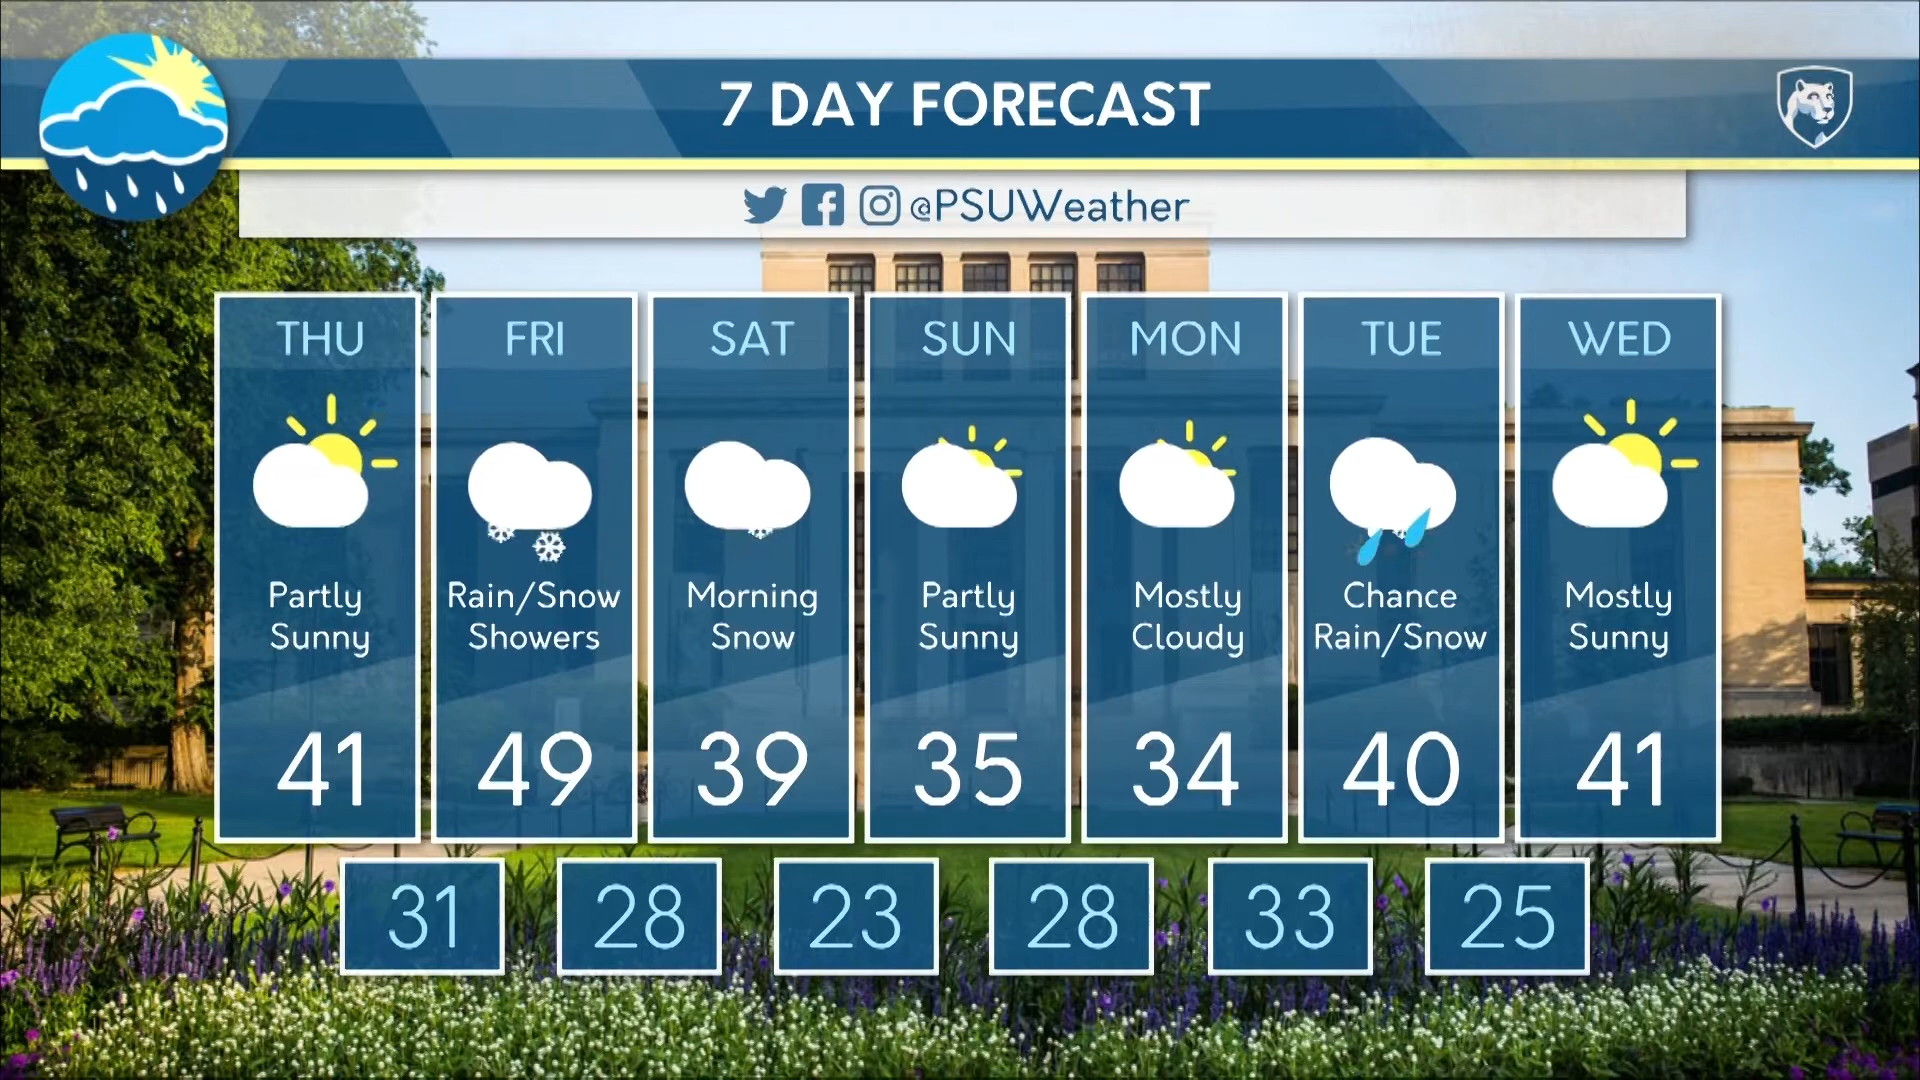 7 DAY FORECAST
@PSUWeather
THU
FRI
SAT
SUN
MON
TUE
WED
Partly
Sunny
Rain/Snow
Showers
Morning
Snow
Partly
Sunny
Mostly
Cloudy
Chance
Rain/Snow
Mostly
Sunny
41
49
39
35
34
40
41
31
28
23
28
33
25